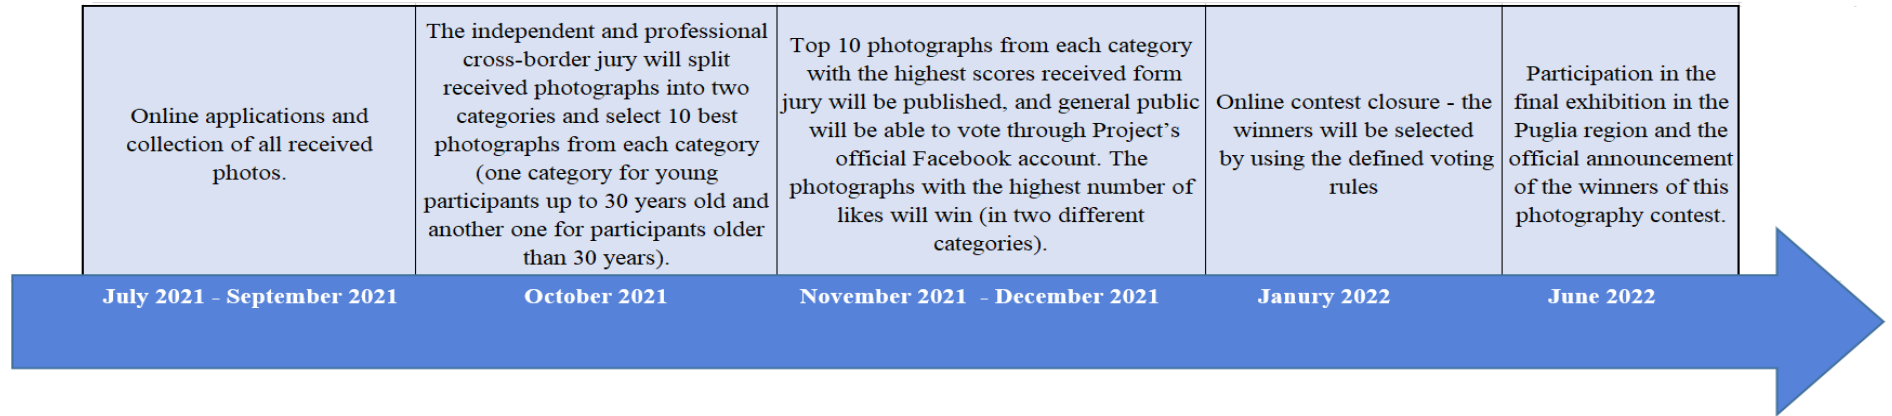 Online applications and
collection of all received
photos.
The independent and professional
cross-border jury will split
received photographs into two
categories and select 10 best
photographs from each category
(one category for young
participants up to 30 years old and
another one for participants older
than 30 years).
Top 10 photographs from each category
with the highest scores received form
jury will be published, and general public
will be able to vote through Project’s
official Facebook account. The
photographs with the highest number of
likes will win (in two different
categories).
Online contest closure - the
winners will be selected
by using the defined voting
rules
Participation in the
final exhibition in the
Puglia region and the
official announcement
of the winners of this
photography contest.
July 2021 - September 2021
October 2021
November 2021 - December 2021
Janury 2022
June 2022